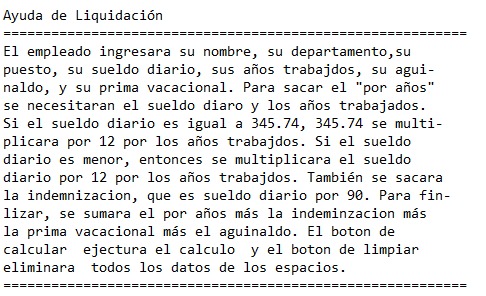 Ayuda de Liquidación
==========================================================
El empleado ingresara su nombre, su departamento,su
puesto, su sueldo diario, sus años trabajdos, su agui-
naldo, y su prima vacacional. Para sacar el "por años"
se necesitaran el sueldo diaro y los años trabajados.
Si el sueldo diario es igual a 345.74, 345.74 se multi-
plicara por 12 por los años trabajdos. Si el sueldo
diario es menor, entonces se multiplicara el sueldo
diario por 12 por los años trabajdos. También se sacara
la indemnizacion, que es sueldo diario por 90. Para fin-
lizar, se sumara el por años más la indeminzacion más
la prima vacacional más el aguinaldo. El boton de
calcular  ejectura el calculo  y el boton de limpiar
eliminara  todos los datos de los espacios.
==========================================================